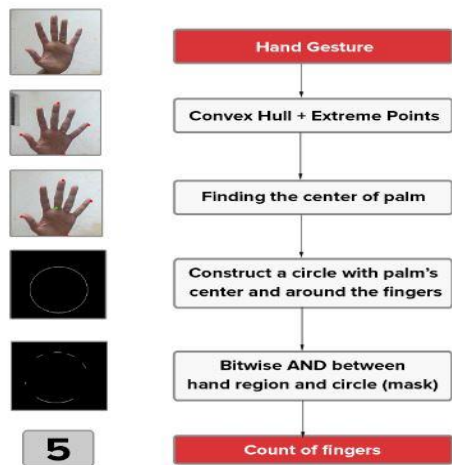 Hand Gesture
Convex Hull + Extreme Points
Finding the center of palm
Construct a circle with palm's
center and around the fingers
Bitwise AND between
hand region and circle (mask)
5
Count of fingers